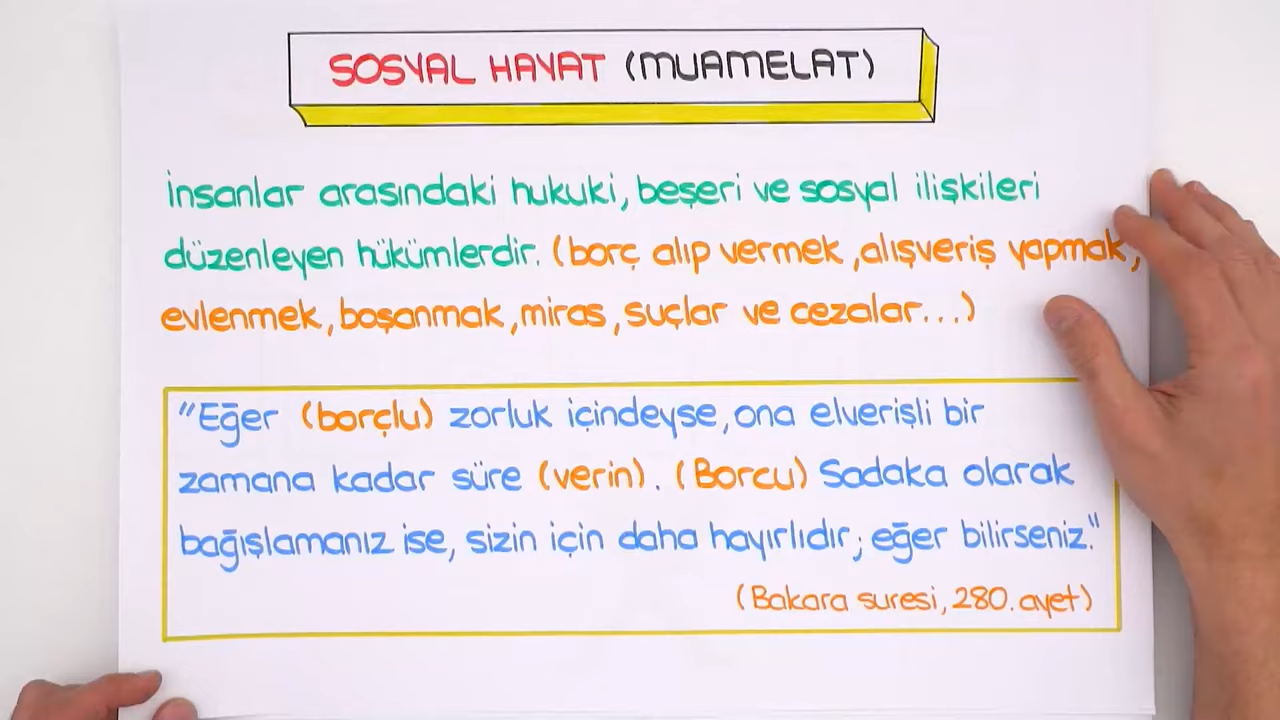 SOSYAL HAYAT (MUAMELAT)
İnsanlar arasındaki hukuki, beşeri ve sosyal ilişkileri
düzenleyen hükümlerdir. (borç alıp vermek, alışveriş yapmak,
evlenmek, boşanmak, miras, suçlar ve cezalar...)
"Eğer (borçlu) zorluk içindeyse, ona elverişli bir
zamana kadar süre (verin). (Borcu) Sadaka olarak
bağışlamanız ise, sizin için daha hayırlıdır; eğer bilirseniz."
(Bakara suresi, 280. ayet)